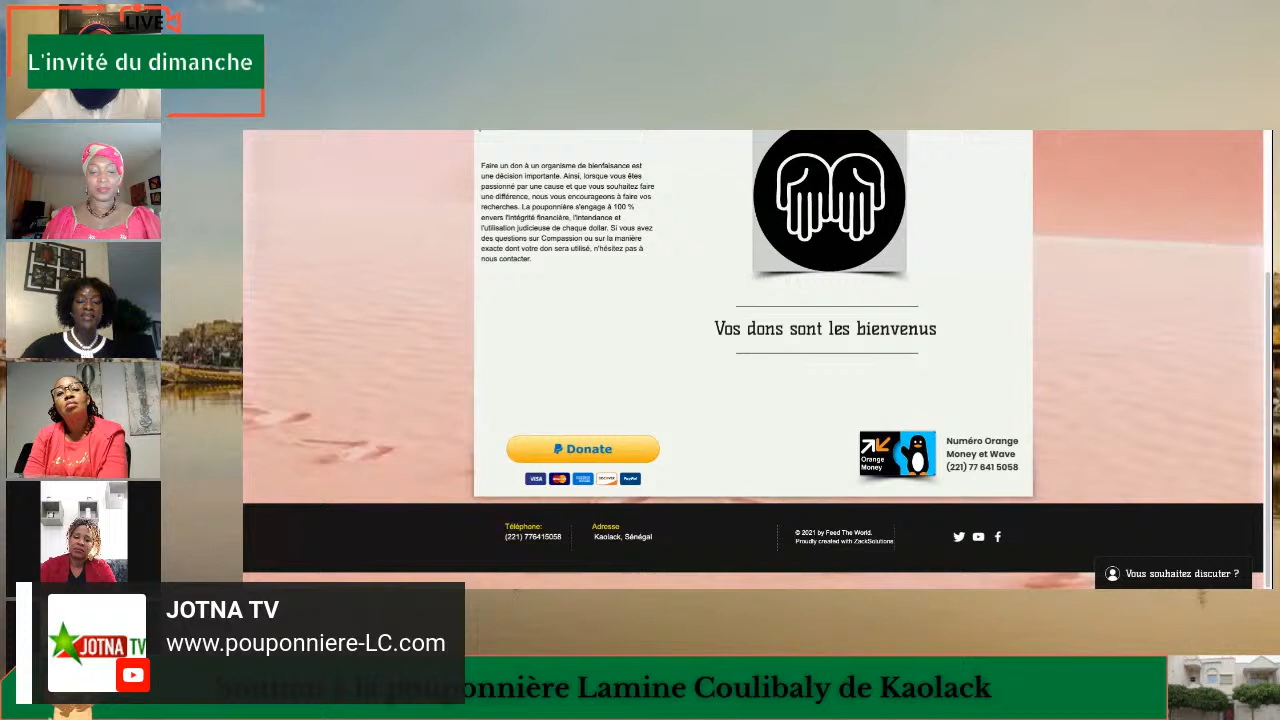 LIVE
L'invité du dimanche
Faire un don à un organisme de bienfaisance est
une décision importante. Ainsi, lorsque vous êtes
passionné par une cause et que vous souhaitez faire
une différence, nous vous encourageons à faire vos
recherches. La pouponnière s'engage à 100 %
envers l'intégrité financière, l'intendance et
l'utilisation judicieuse de chaque dollar. Si vous avez
des questions sur Compassion ou sur la manière
exacte dont votre don sera utilisé, n'hésitez pas à
nous contacter.
Vos dons sont les bienvenus
Donate
VISA
DISCOVER
PayPal
Orange
Money
Numéro Orange
Money et Wave
(221) 77 641 5058
Téléphone:
(221) 776415058
Adresse
Kaolack, Sénégal
© 2021 by Feed The World.
Proudly created with ZackSolutions
Vous souhaitez discuter ?
JOTNA TV
www.pouponniere-LC.com
JOTNA TV
la pouponnière Lamine Coulibaly de Kaolack